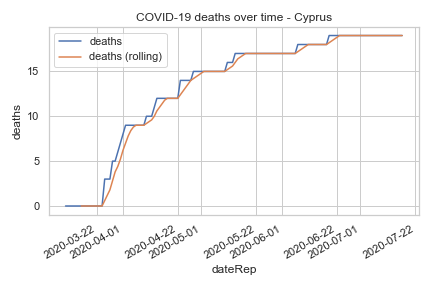 COVID-19 deaths over time - Cyprus
deaths
deaths (rolling)
deaths
15
10
5
0
2020-03-22
2020-04-01
2020-04-22
2020-05-01
2020-05-22
2020-06-01
2020-06-22
2020-07-01
2020-07-22
dateRep